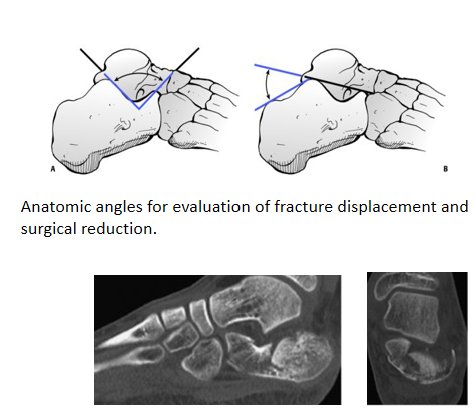 A
B
Anatomic angles for evaluation of fracture displacement and
surgical reduction.